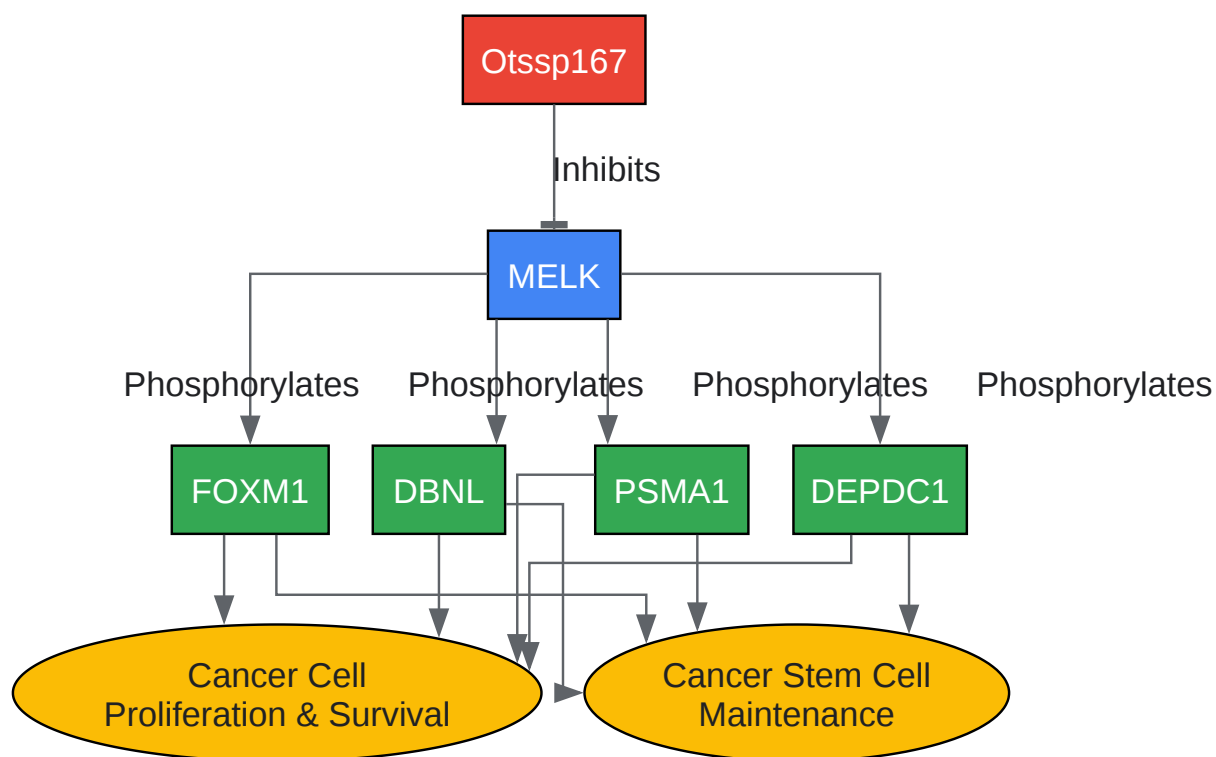 Otssp167
Inhibits
MELK
Phosphorylates
Phosphorylates
Phosphorylates
Phosphorylates
FOXM1
DBNL
PSMA1
DEPDC1
Cancer Cell
Proliferation & Survival
Cancer Stem Cell
Maintenance